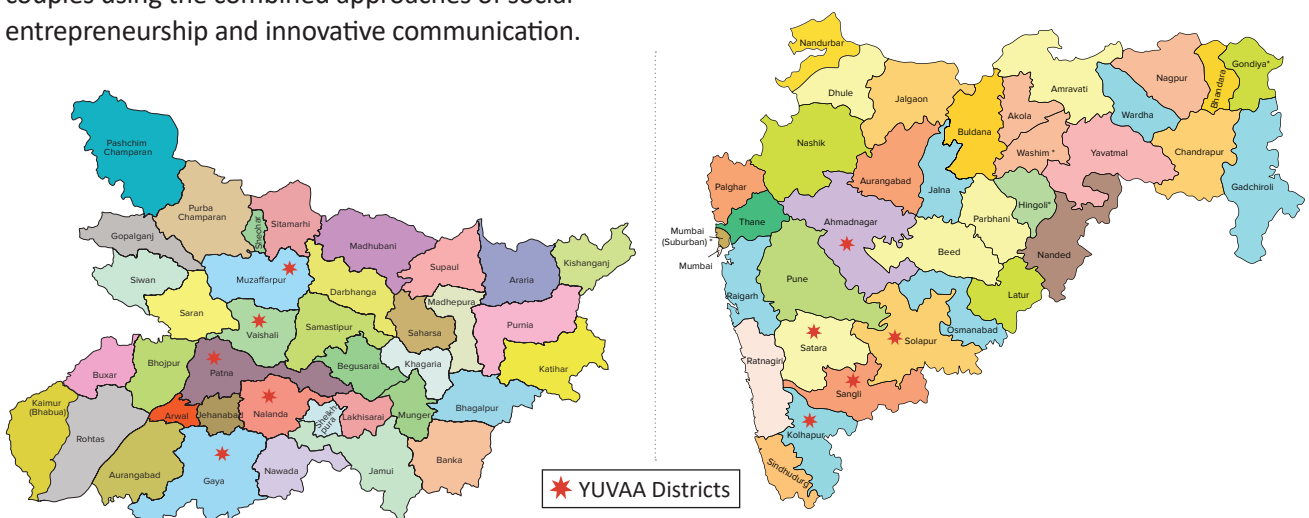 couples using the combined approaches of social
entrepreneurship and innovative communication.
Pashchim
Champaran
Purba
Champaran
Sheohar
Sitamarhi
Gopalganj
Madhubani
Siwan
Muzaffarpur
Supaul
Araria
Kishanganj
Darbhanga
Madhepura
Saran
Vaishali
Samastipur
Saharsa
Purnia
Bhojpur
Patna
Begusarai
Khagaria
Katihar
Buxar
Kaimur
(Bhabua)
Arwal
Jehanabad
Nalanda
Sheikh
pura
Lakhisarai
Munger
Bhagalpur
Rohtas
Aurangabad
Gaya
Nawada
Jamui
Banka
Nandurbar
Dhule
Jalgaon
Amravati
Nagpur
Bhandara
Gondiya*
Buldana
Akola
Wardha
Nashik
Washim *
Yavatmal
Chandrapur
Gadchiroli
Palghar
Aurangabad
Jalna
Thane
Ahmadnagar
Parbhani
Hingoli*
Mumbai
(Suburban) *
Mumbai
Beed
Nanded
Pune
Raigarh
Latur
Osmanabad
Satara
Solapur
Ratnagiri
Sangli
Kolhapur
Sindhudurg
YUVAA Districts